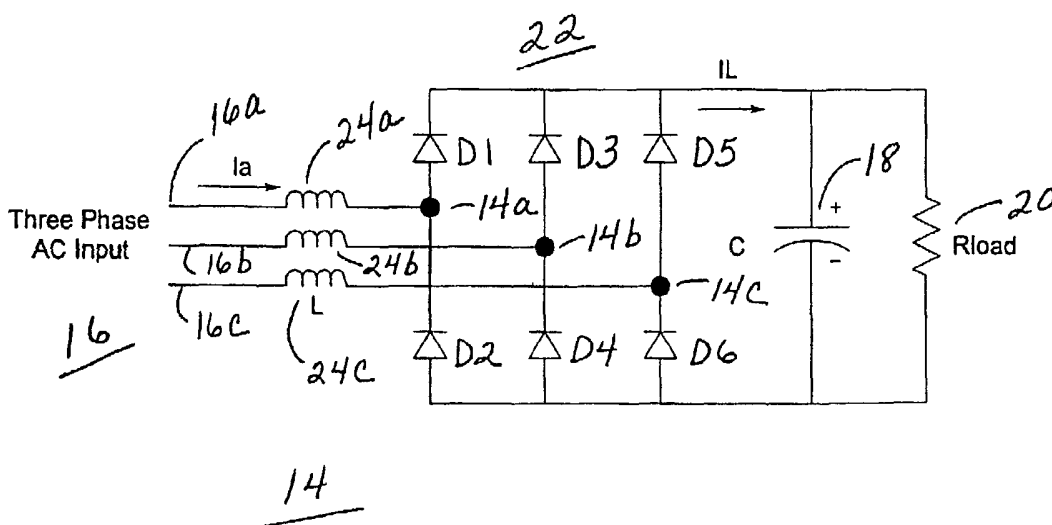 22
IL
16a
24a
Ia
D1
D3
D5
18
+
14a
Three Phase
AC Input
20
Rload
14b
C
16b
24b
-
14c
L
16c
16
24c
D2
D4
D6
14